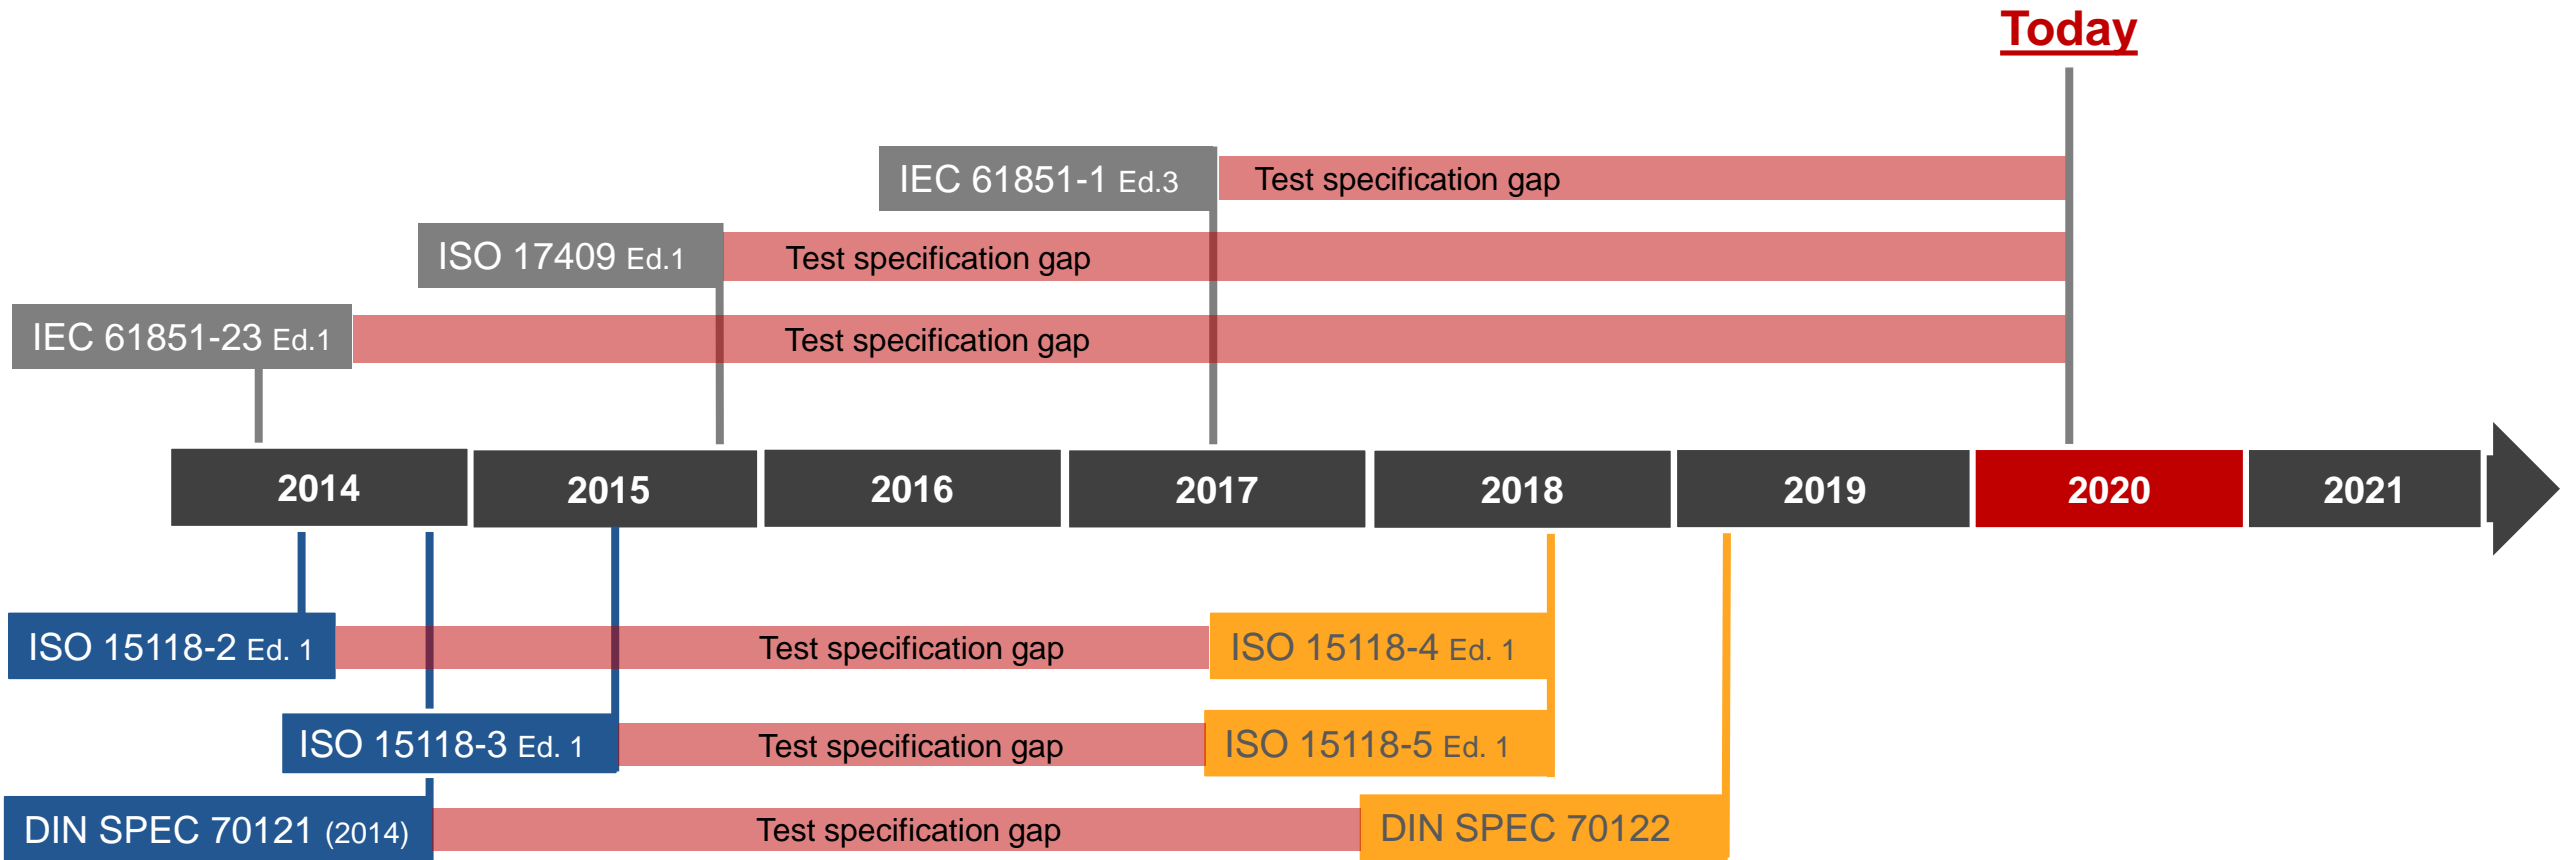 Today
IEC 61851-1 Ed.3 Test specification gap
ISO 17409 Ed.1 Test specification gap
IEC 61851-23 Ed.1 Test specification gap
2014 2015 2016 2017 2018 2019 2020 2021
ISO 15118-2 Ed. 1 Test specification gap ISO 15118-4 Ed. 1
ISO 15118-3 Ed. 1 Test specification gap ISO 15118-5 Ed. 1
DIN SPEC 70121 (2014) Test specification gap DIN SPEC 70122